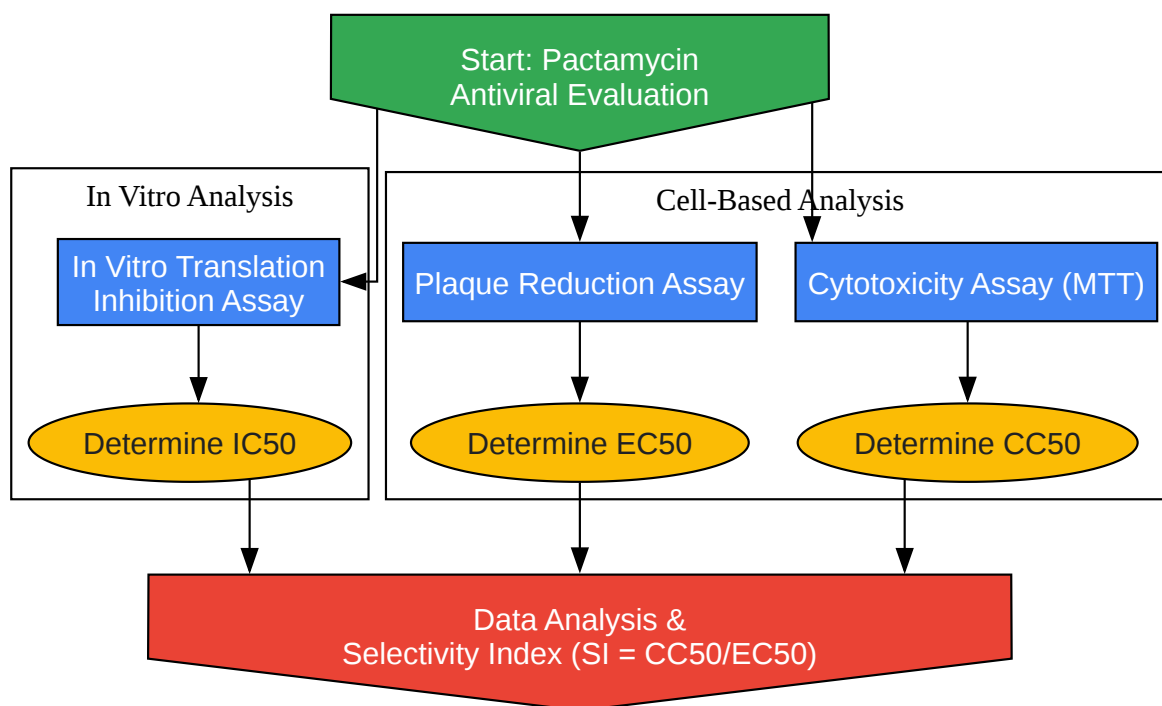 Start: Pactamycin
Antiviral Evaluation
In Vitro Analysis
Cell-Based Analysis
In Vitro Translation
Inhibition Assay
Plaque Reduction Assay
Cytotoxicity Assay (MTT)
Determine IC50
Determine EC50
Determine CC50
Data Analysis &
Selectivity Index (SI = CC50/EC50)